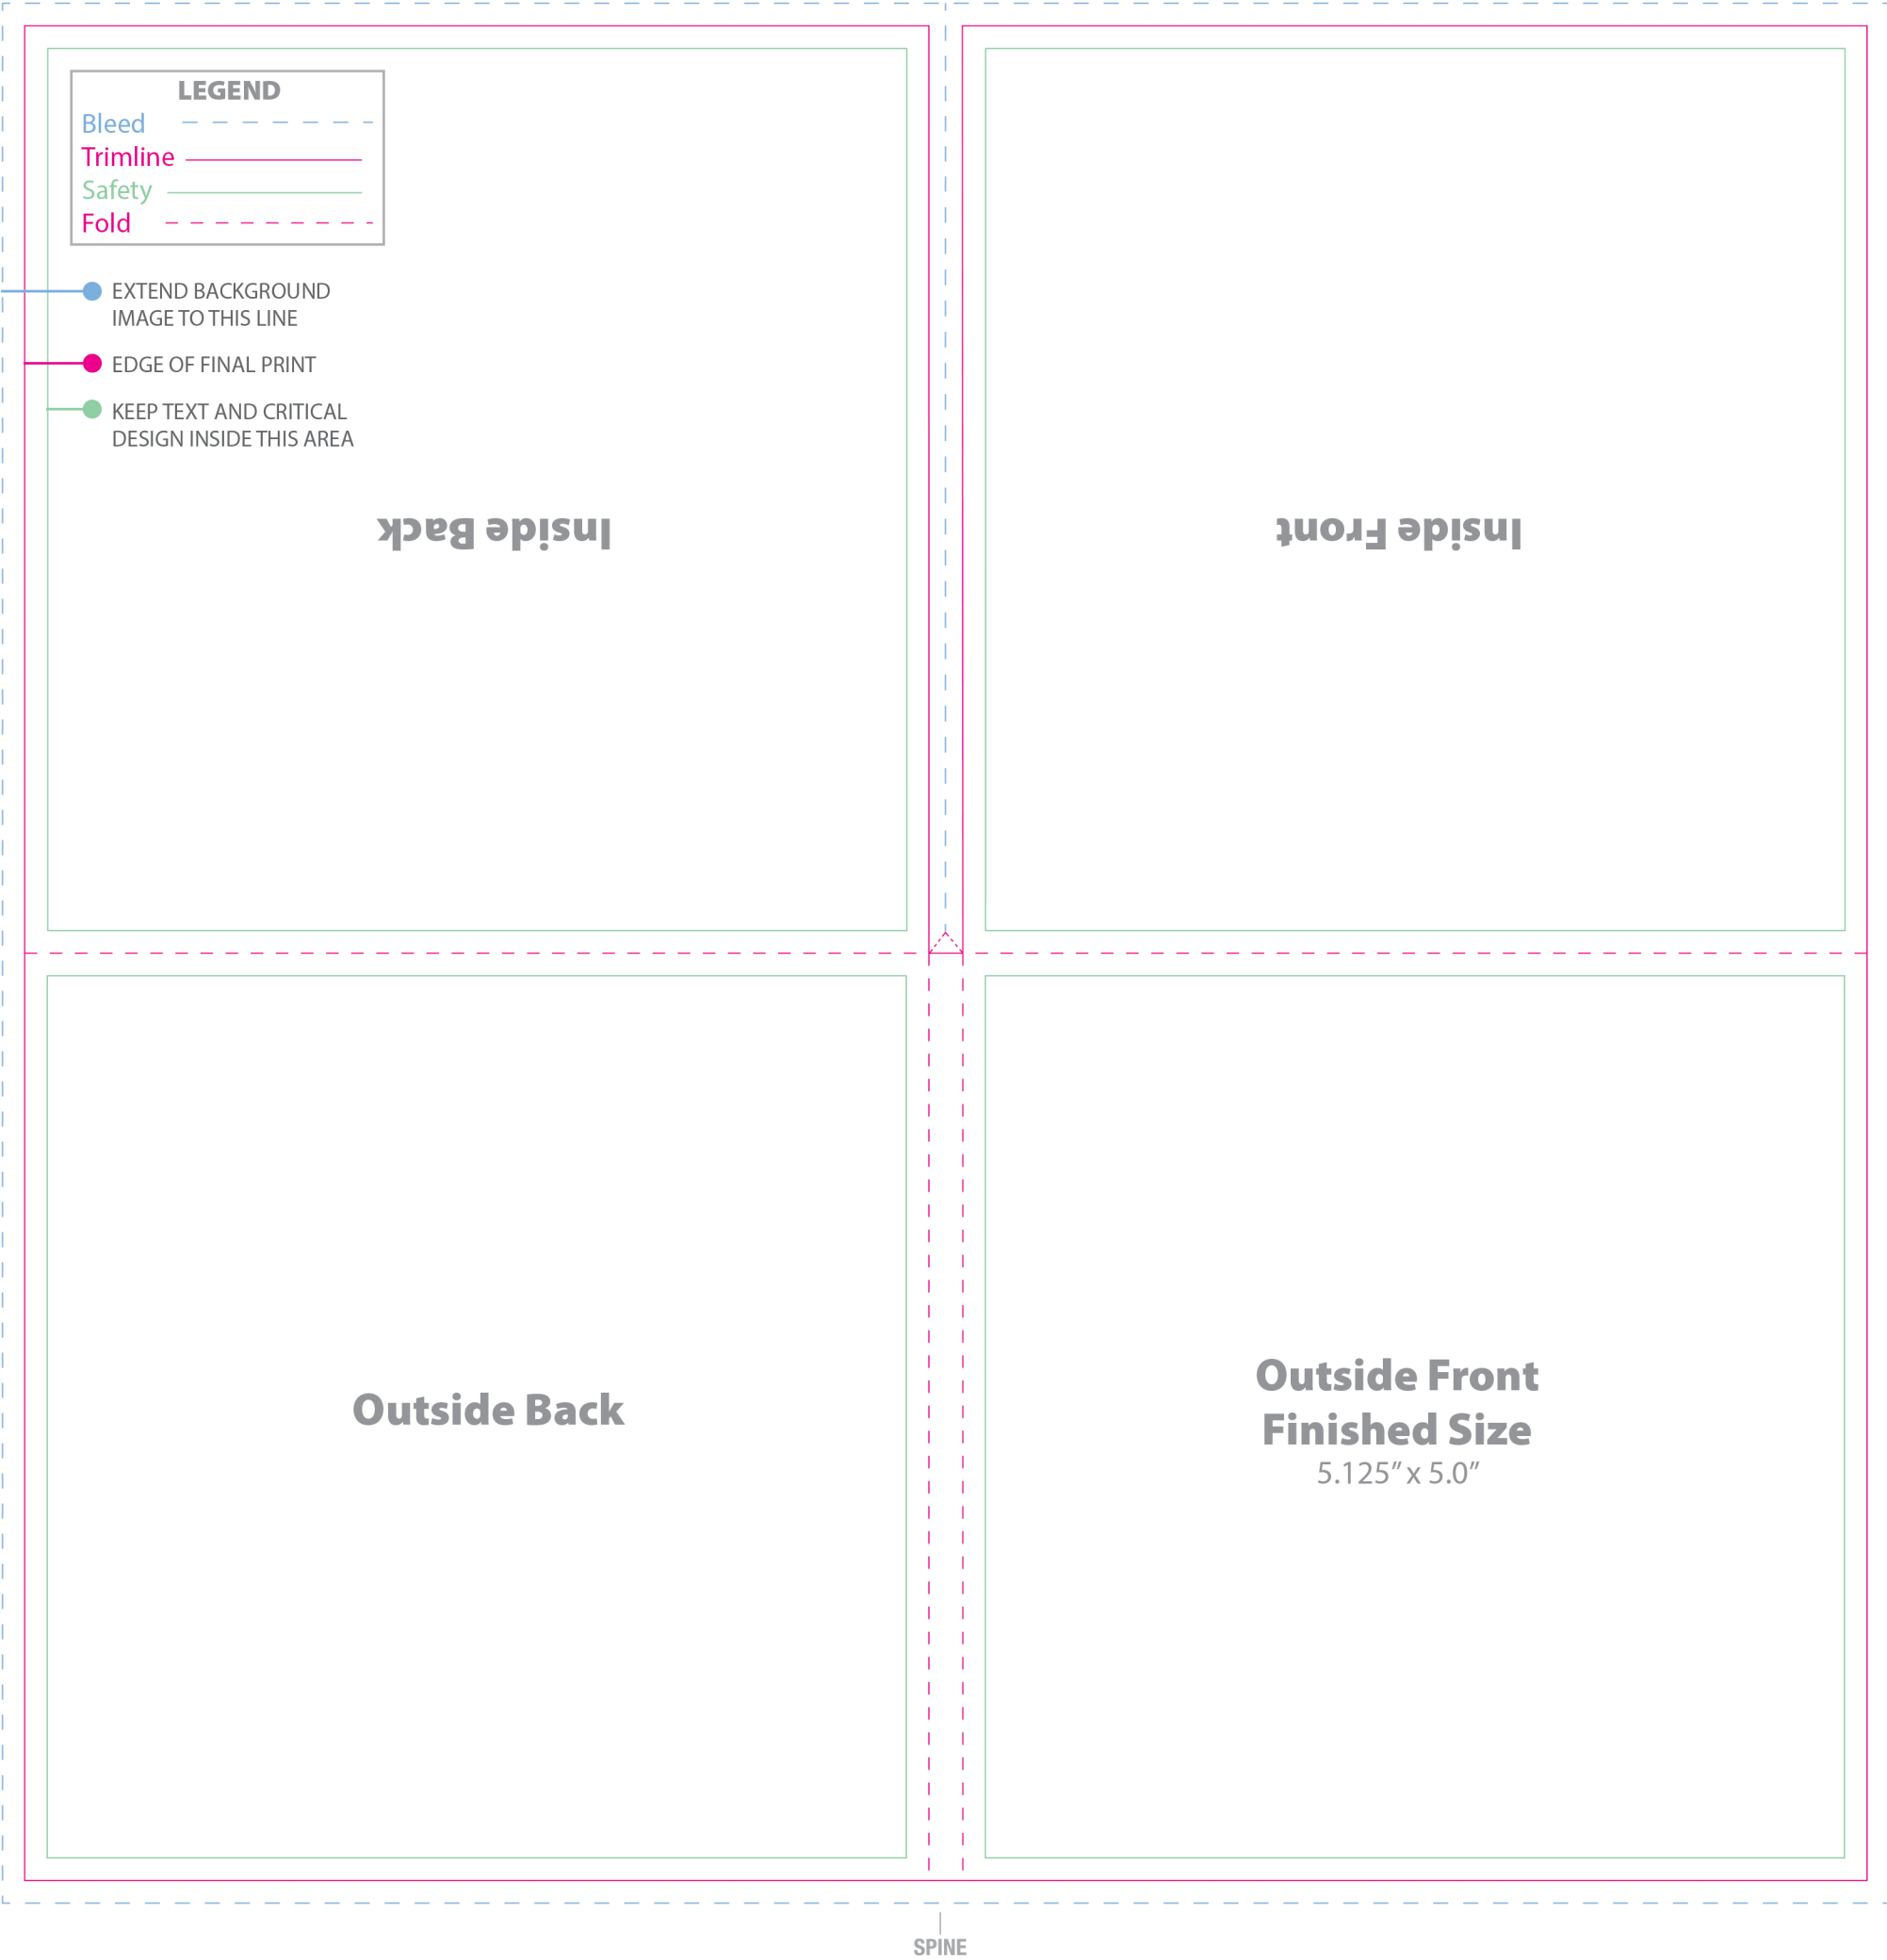 LEGEND
Bleed
Trimline
Safety
Fold
EXTEND BACKGROUND
IMAGE TO THIS LINE
EDGE OF FINAL PRINT
KEEP TEXT AND CRITICAL
DESIGN INSIDE THIS AREA
Inside Back
Inside Front
Outside Back
Outside Front
Finished Size
5.125” x 5.0”
SPINE